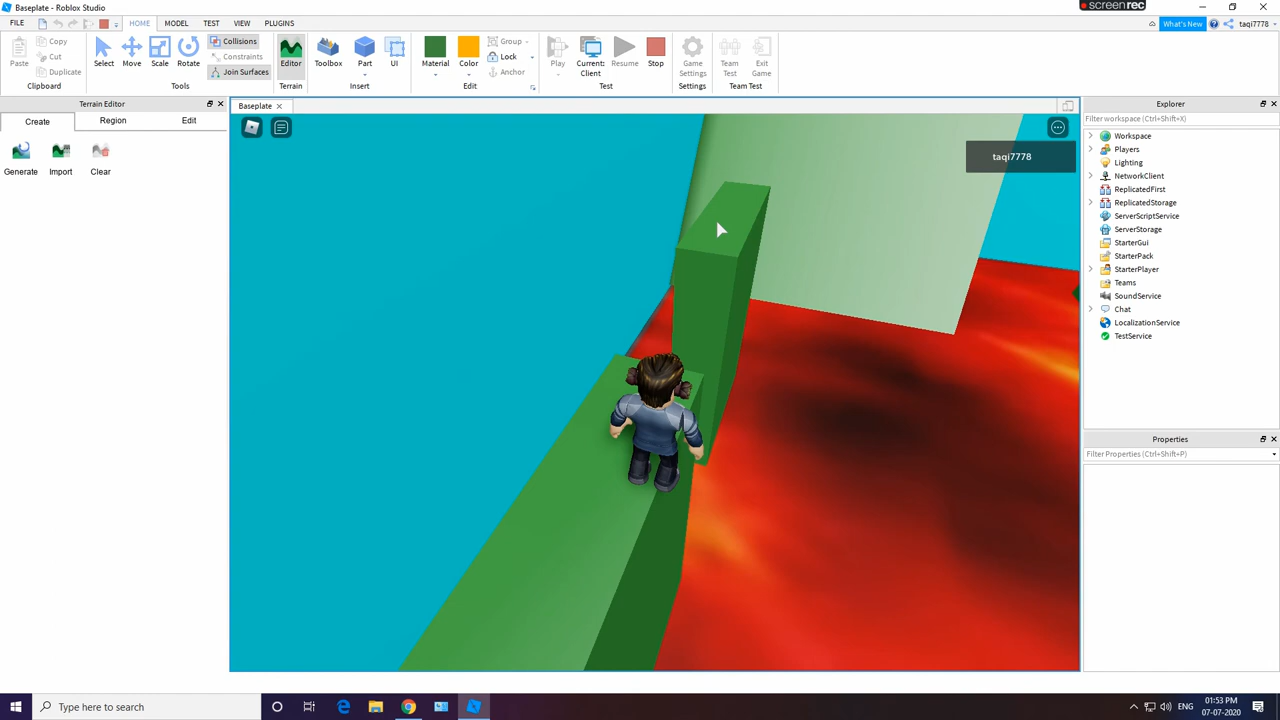 Baseplate - Roblox Studio
screenrec
FILE HOME MODEL TEST VIEW PLUGINS
What's New taqi7778
Paste Copy Cut Duplicate
Select Move Scale Rotate
Collisions Constraints Join Surfaces
Editor Toolbox Part UI
Material Color Group Lock Anchor
Play Current: Client Resume Stop
Game Settings Team Test Exit Game
Clipboard Tools Terrain Insert Edit Test Settings Team Test
Terrain Editor
Create Region Edit
Generate Import Clear
Baseplate
taqi7778
Explorer
Filter workspace (Ctrl+Shift+X)
Workspace
Players
Lighting
NetworkClient
ReplicatedFirst
ReplicatedStorage
ServerScriptService
ServerStorage
StarterGui
StarterPack
StarterPlayer
Teams
SoundService
Chat
LocalizationService
TestService
Properties
Filter Properties (Ctrl+Shift+P)
Type here to search
ENG
01:53 PM
07-07-2020